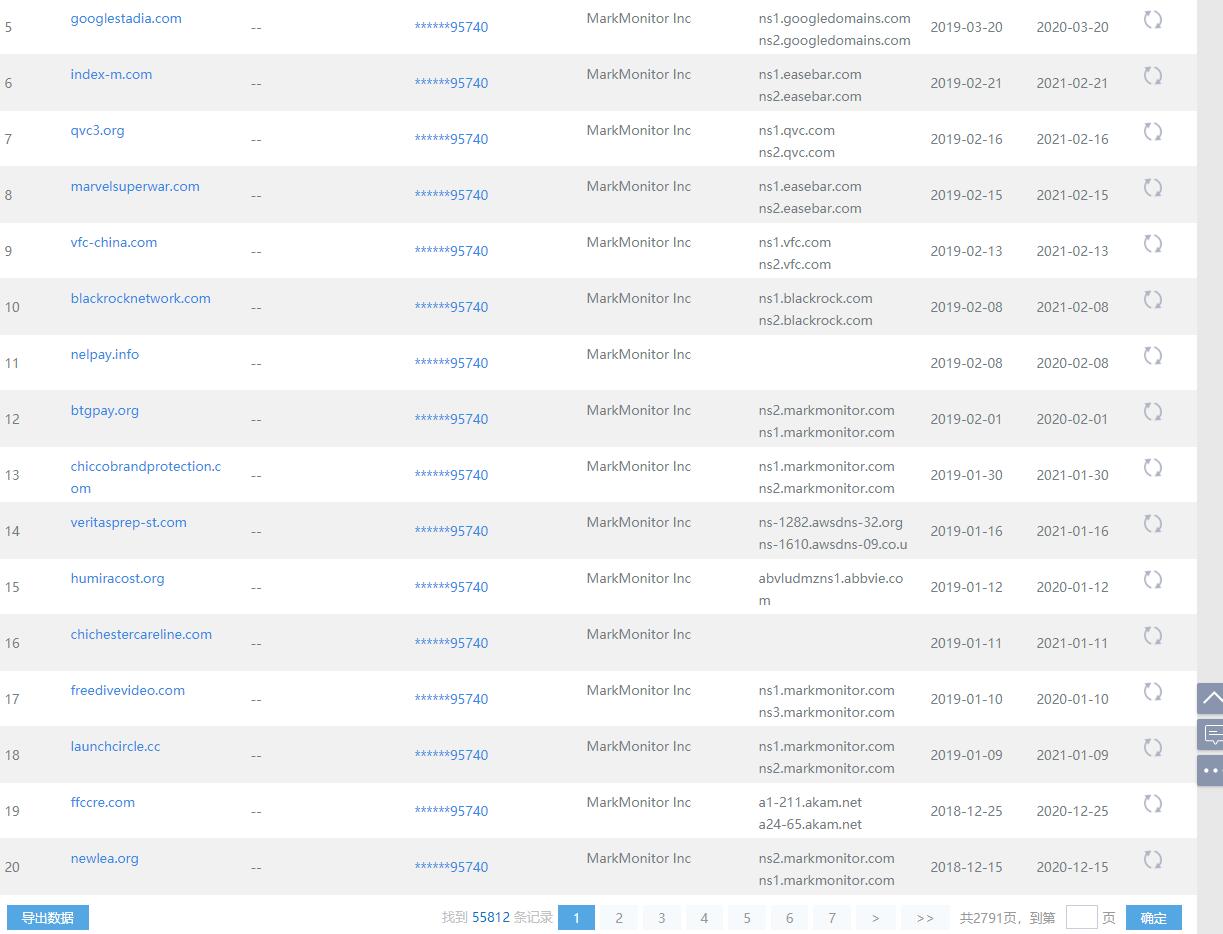 5 googlestadia.com -- ******95740 MarkMonitor Inc ns1.googledomains.com 2019-03-20 2020-03-20
ns2.googledomains.com
6 index-m.com -- ******95740 MarkMonitor Inc ns1.easebar.com 2019-02-21 2021-02-21
ns2.easebar.com
7 qvc3.org -- ******95740 MarkMonitor Inc ns1.qvc.com 2019-02-16 2021-02-16
ns2.qvc.com
8 marvelsuperwar.com -- ******95740 MarkMonitor Inc ns1.easebar.com 2019-02-15 2021-02-15
ns2.easebar.com
9 vfc-china.com -- ******95740 MarkMonitor Inc ns1.vfc.com 2019-02-13 2021-02-13
ns2.vfc.com
10 blackrocknetwork.com -- ******95740 MarkMonitor Inc ns1.blackrock.com 2019-02-08 2021-02-08
ns2.blackrock.com
11 nelpay.info -- ******95740 MarkMonitor Inc 2019-02-08 2020-02-08
12 btgpay.org -- ******95740 MarkMonitor Inc ns2.markmonitor.com 2019-02-01 2020-02-01
ns1.markmonitor.com
13 chiccobrandprotection.c -- ******95740 MarkMonitor Inc ns1.markmonitor.com 2019-01-30 2021-01-30
om ns2.markmonitor.com
14 veritasprep-st.com -- ******95740 MarkMonitor Inc ns-1282.awsdns-32.org 2019-01-16 2021-01-16
ns-1610.awsdns-09.co.u
15 humiracost.org -- ******95740 MarkMonitor Inc abvludmzns1.abbvie.co 2019-01-12 2020-01-12
m
16 chichestercareline.com -- ******95740 MarkMonitor Inc 2019-01-11 2021-01-11
17 freedivevideo.com -- ******95740 MarkMonitor Inc ns1.markmonitor.com 2019-01-10 2020-01-10
ns3.markmonitor.com
18 launchcircle.cc -- ******95740 MarkMonitor Inc ns1.markmonitor.com 2019-01-09 2021-01-09
ns2.markmonitor.com
19 ffccre.com -- ******95740 MarkMonitor Inc a1-211.akam.net 2018-12-25 2020-12-25
a24-65.akam.net
20 newlea.org -- ******95740 MarkMonitor Inc ns2.markmonitor.com 2018-12-15 2020-12-15
ns1.markmonitor.com
导出数据 找到 55812 条记录 1 2 3 4 5 6 7 > >> 共2791页，到第 页 确定